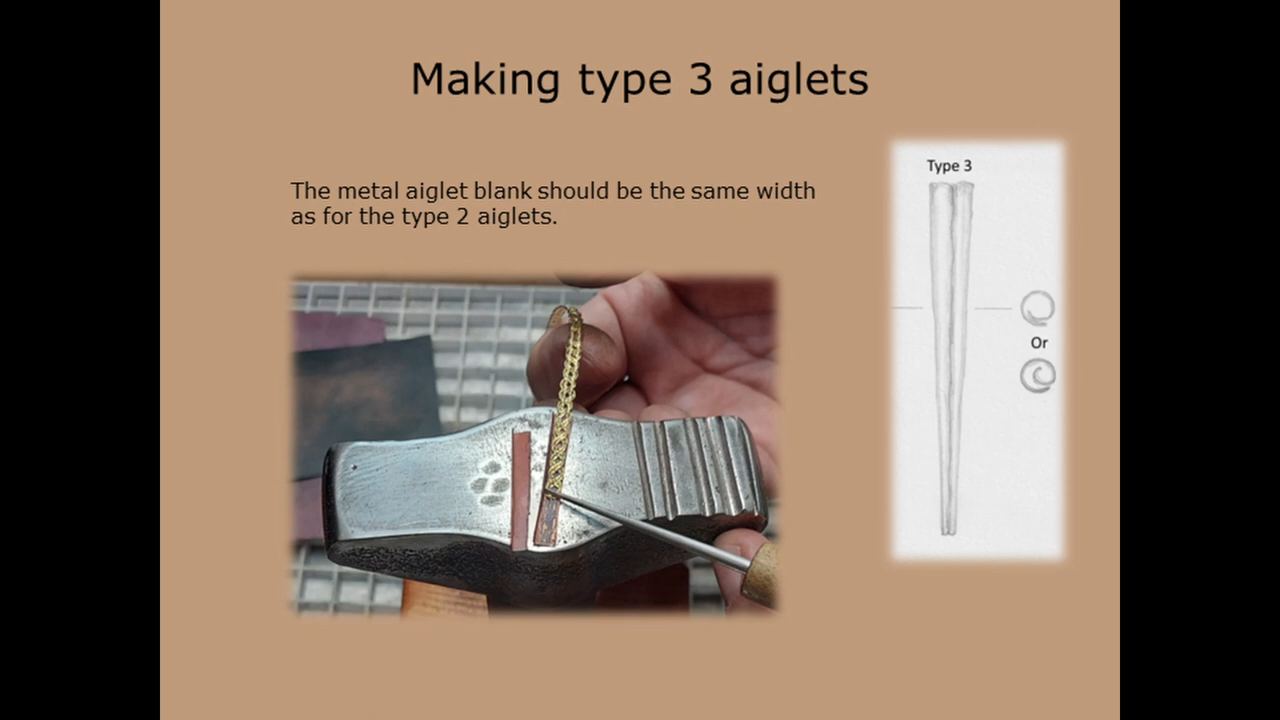 Making type 3 aiglets
The metal aiglet blank should be the same width
as for the type 2 aiglets.
Type 3
Or